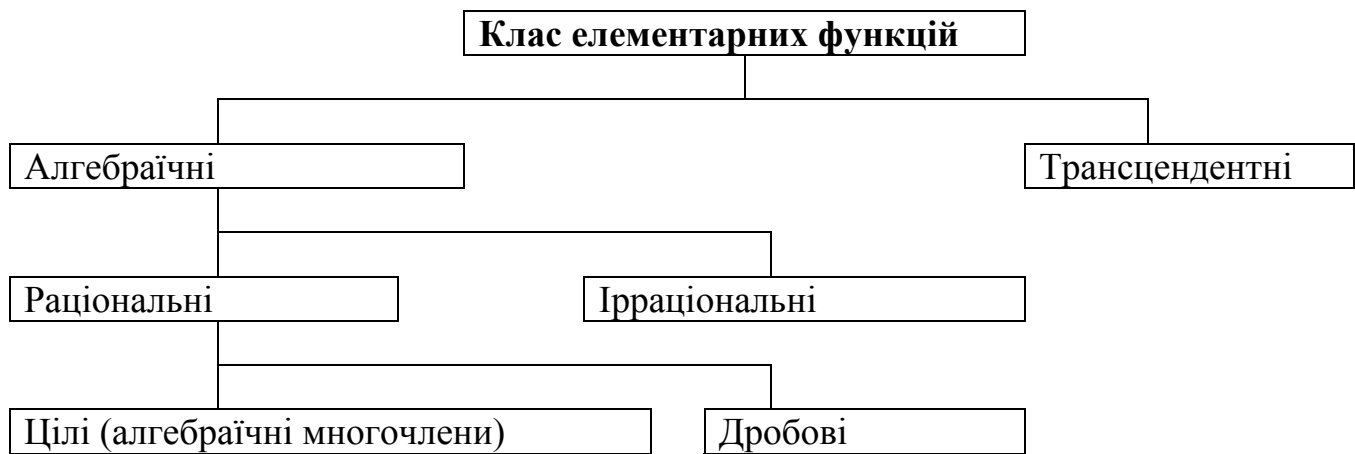 Клас елементарних функцій
Алгебраїчні
Трансцендентні
Раціональні
Ірраціональні
Цілі (алгебраїчні многочлени)
Дробові